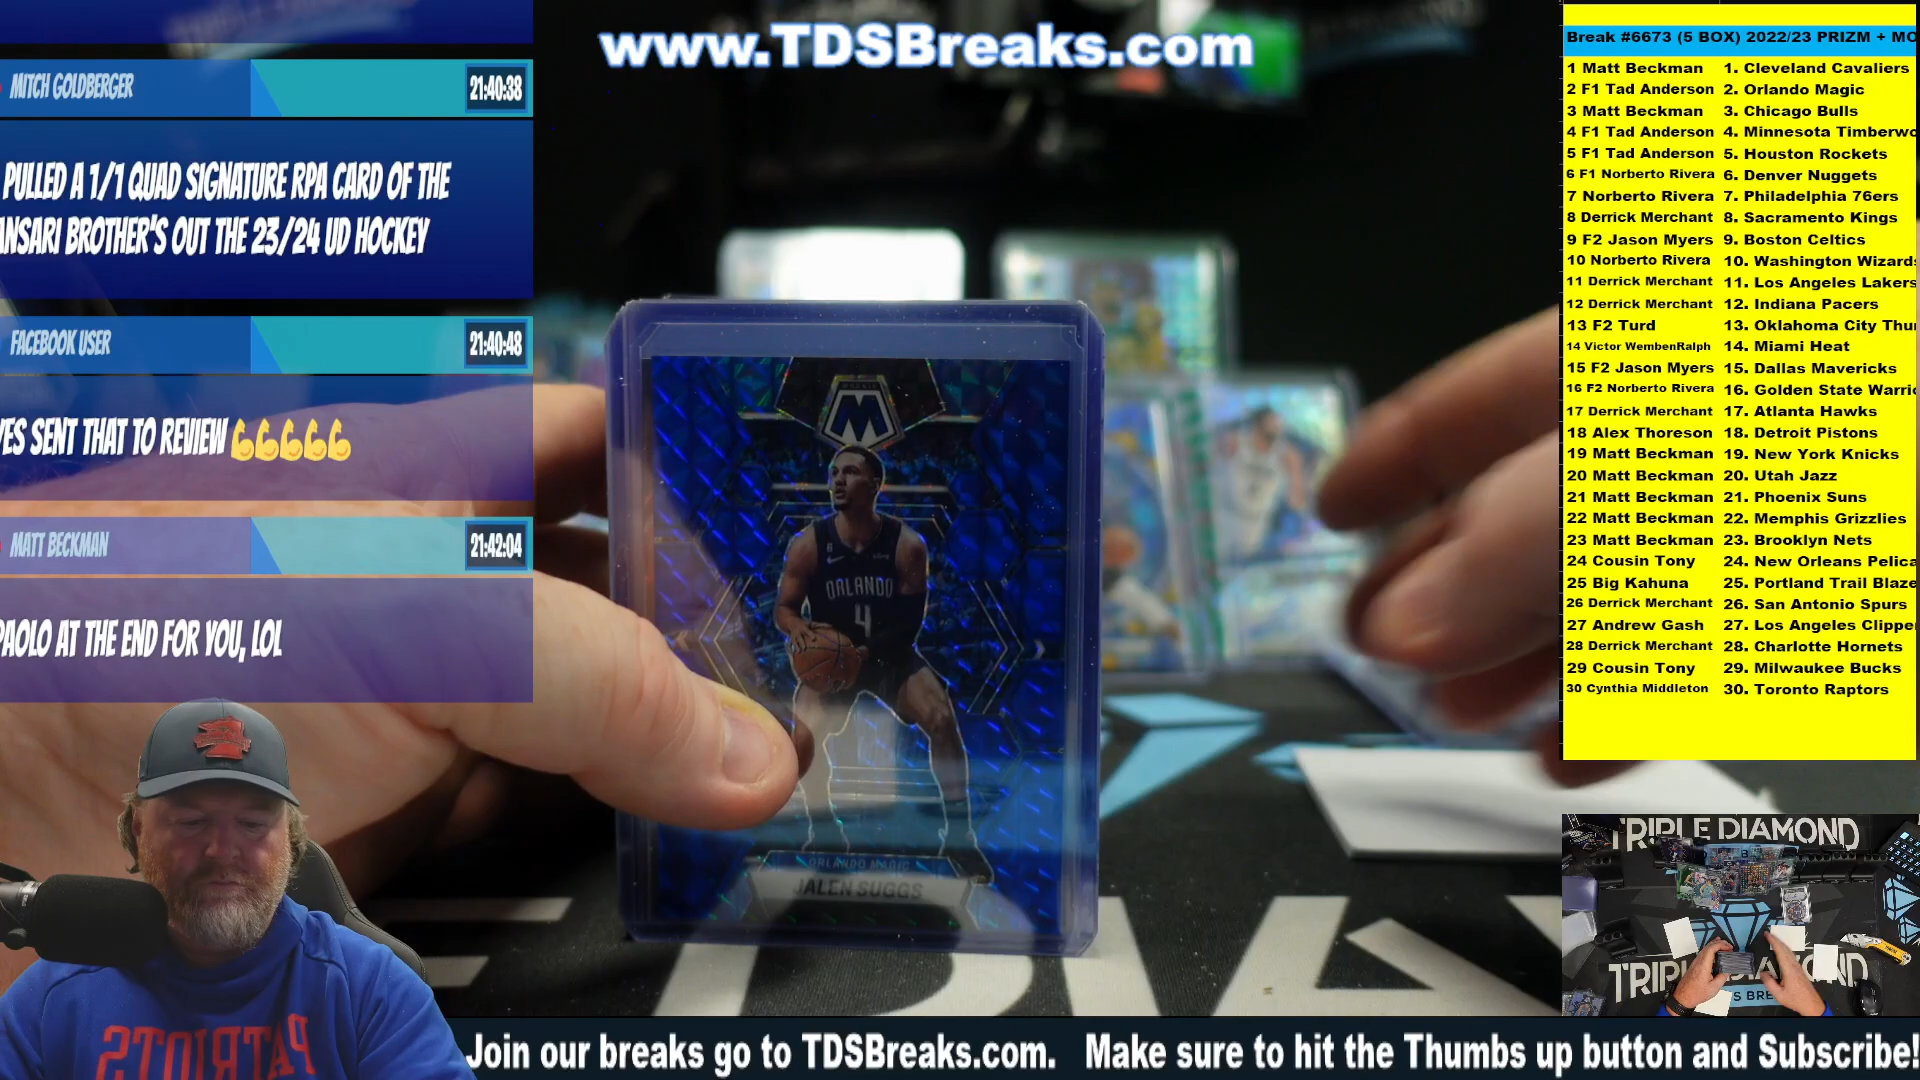 www.TDSBreaks.com
MITCH GOLDBERGER
21:40:38
PULLED A 1/1 QUAD SIGNATURE RPA CARD OF THE
ANSARI BROTHER'S OUT THE 23/24 UD HOCKEY
FACEBOOK USER
21:40:48
YES SENT THAT TO REVIEW💪💪💪💪💪
MATT BECKMAN
21:42:04
PAOLO AT THE END FOR YOU, LOL
M
ORLANDO
4
ORLANDO MAGIC
JALEN SUGGS
Break #6673 (5 BOX) 2022/23 PRIZM + MO
1 Matt Beckman 1. Cleveland Cavaliers
2 F1 Tad Anderson 2. Orlando Magic
3 Matt Beckman 3. Chicago Bulls
4 F1 Tad Anderson 4. Minnesota Timberwo
5 F1 Tad Anderson 5. Houston Rockets
6 F1 Norberto Rivera 6. Denver Nuggets
7 Norberto Rivera 7. Philadelphia 76ers
8 Derrick Merchant 8. Sacramento Kings
9 F2 Jason Myers 9. Boston Celtics
10 Norberto Rivera 10. Washington Wizards
11 Derrick Merchant 11. Los Angeles Lakers
12 Derrick Merchant 12. Indiana Pacers
13 F2 Turd 13. Oklahoma City Thu
14 Victor WembenRalph 14. Miami Heat
15 F2 Jason Myers 15. Dallas Mavericks
16 F2 Norberto Rivera 16. Golden State Warrio
17 Derrick Merchant 17. Atlanta Hawks
18 Alex Thoreson 18. Detroit Pistons
19 Matt Beckman 19. New York Knicks
20 Matt Beckman 20. Utah Jazz
21 Matt Beckman 21. Phoenix Suns
22 Matt Beckman 22. Memphis Grizzlies
23 Matt Beckman 23. Brooklyn Nets
24 Cousin Tony 24. New Orleans Pelica
25 Big Kahuna 25. Portland Trail Blaze
26 Derrick Merchant 26. San Antonio Spurs
27 Andrew Gash 27. Los Angeles Clippe
28 Derrick Merchant 28. Charlotte Hornets
29 Cousin Tony 29. Milwaukee Bucks
30 Cynthia Middleton 30. Toronto Raptors
TRIPLE DIAMOND
TRIPLE DIAMOND
S BRE
PATRIOTS
Join our breaks go to TDSBreaks.com. Make sure to hit the Thumbs up button and Subscribe!